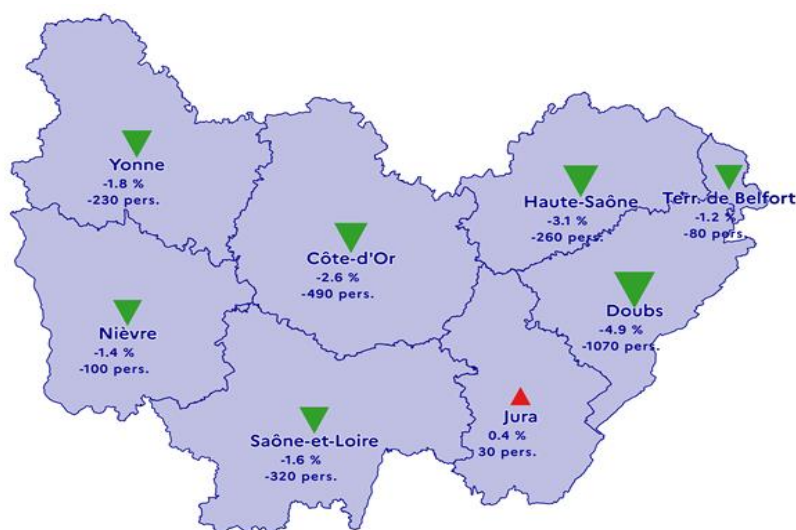 Yonne
-1.8 %
-230 pers.
Côte-d'Or
-2.6 %
-490 pers.
Haute-Saône
-3.1 %
-260 pers.
Terr. de Belfort
-1.2 %
-80 pers.
Nièvre
-1.4 %
-100 pers.
Doubs
-4.9 %
-1070 pers.
Saône-et-Loire
-1.6 %
-320 pers.
Jura
0.4 %
30 pers.